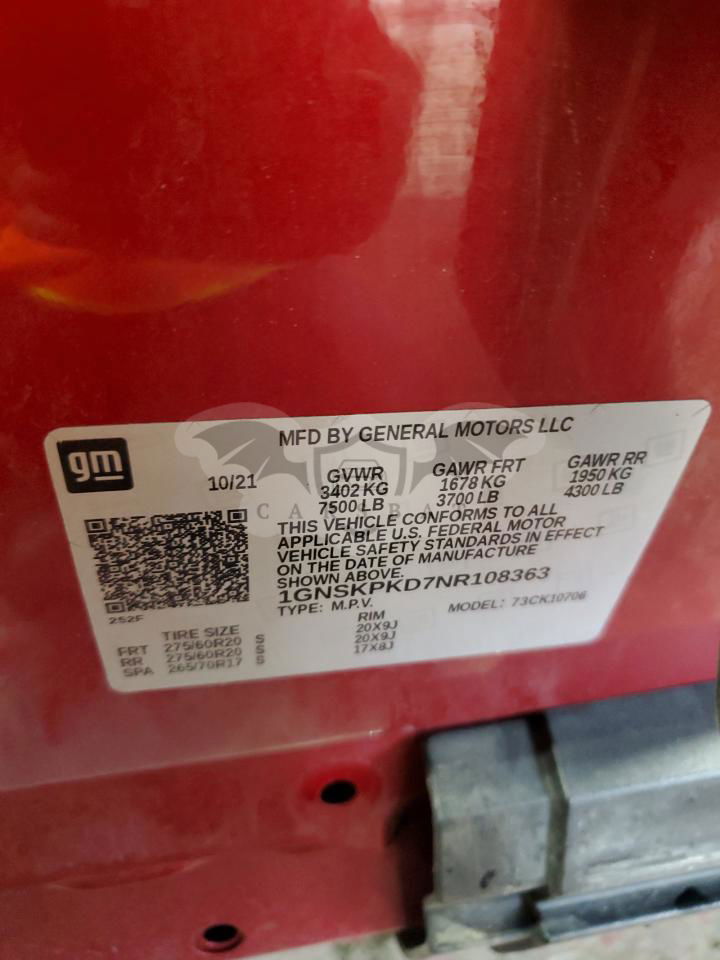 MFD BY GENERAL MOTORS LLC
gm
10/21
GVWR GAWR FRT GAWR RR
3402 KG 1678 KG 1950 KG
7500 LB 3700 LB 4300 LB
THIS VEHICLE CONFORMS TO ALL
APPLICABLE U.S. FEDERAL MOTOR
VEHICLE SAFETY STANDARDS IN EFFECT
ON THE DATE OF MANUFACTURE
SHOWN ABOVE.
1GNSKPKD7NR108363
TYPE: M.P.V. MODEL: 73CK10706
252F
TIRE SIZE RIM
FRT 275/60R20 S 20X9J
RR 275/60R20 S 20X9J
SPA 265/70R17 S 17X8J